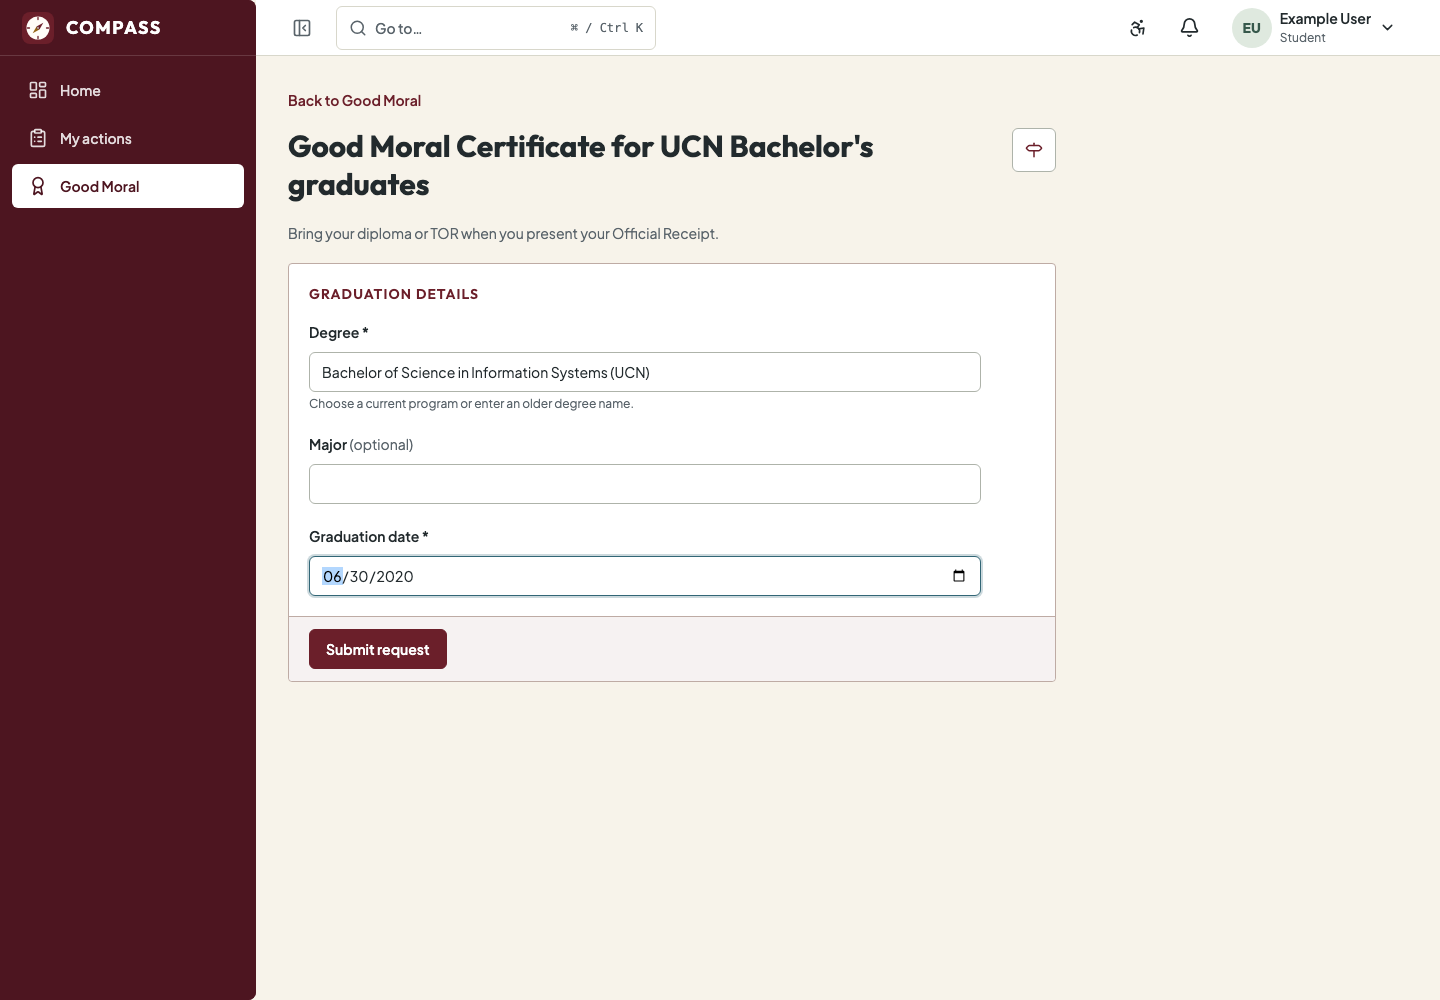 COMPASS
Go to...
⌘ / Ctrl K
EU
Example User
Student
Home
My actions
Good Moral
Back to Good Moral
Good Moral Certificate for UCN Bachelor's
graduates
Bring your diploma or TOR when you present your Official Receipt.
GRADUATION DETAILS
Degree *
Bachelor of Science in Information Systems (UCN)
Choose a current program or enter an older degree name.
Major (optional)
Graduation date *
06/30/2020
Submit request